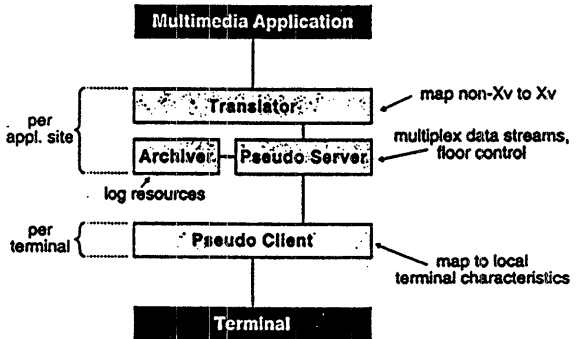 Multimedia Application
per
appl. site
Translator
map non-Xv to Xv
Archiver
Pseudo Server
multiplex data streams,
floor control
log resources
per
terminal
Pseudo Client
map to local
terminal characteristics
Terminal